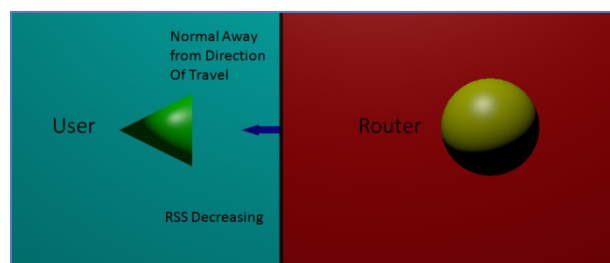 Normal Away
from Direction
Of Travel
User
Router
RSS Decreasing